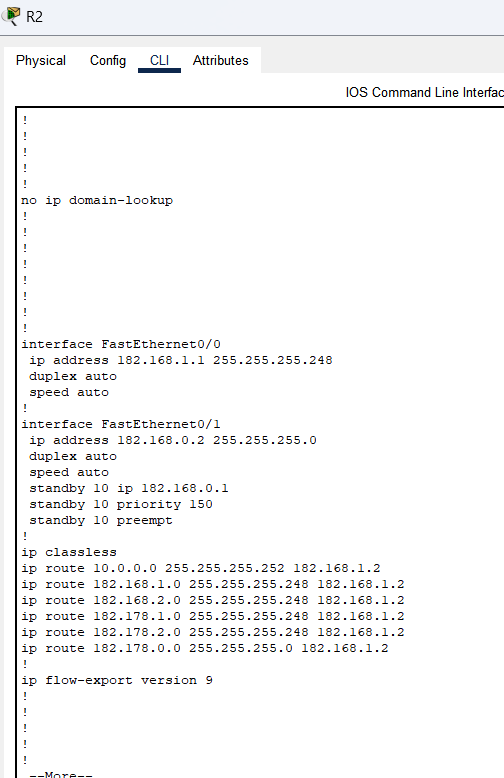 R2
Physical Config CLI Attributes
IOS Command Line Interfac
!
!
!
!
!
no ip domain-lookup
!
!
!
!
!
!
!
!
interface FastEthernet0/0
 ip address 182.168.1.1 255.255.255.248
 duplex auto
 speed auto
!
interface FastEthernet0/1
 ip address 182.168.0.2 255.255.255.0
 duplex auto
 speed auto
 standby 10 ip 182.168.0.1
 standby 10 priority 150
 standby 10 preempt
!
ip classless
ip route 10.0.0.0 255.255.255.252 182.168.1.2
ip route 182.168.1.0 255.255.255.248 182.168.1.2
ip route 182.168.2.0 255.255.255.248 182.168.1.2
ip route 182.178.1.0 255.255.255.248 182.168.1.2
ip route 182.178.2.0 255.255.255.248 182.168.1.2
ip route 182.178.0.0 255.255.255.0 182.168.1.2
!
ip flow-export version 9
!
!
!
!
!
 --More--